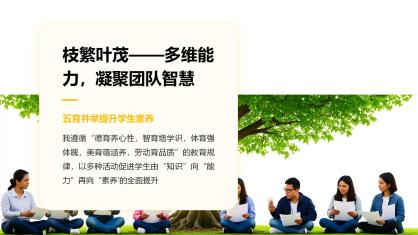 枝繁叶茂——多维能
力，凝聚团队智慧
五育并举提升学生素养
我遵循“德育养心性，智育增学识，体育强
体魄，美育蕴涵养，劳动育品质”的教育规
律，以多种活动促进学生由“知识”向“能
力”再向“素养'的全面提升